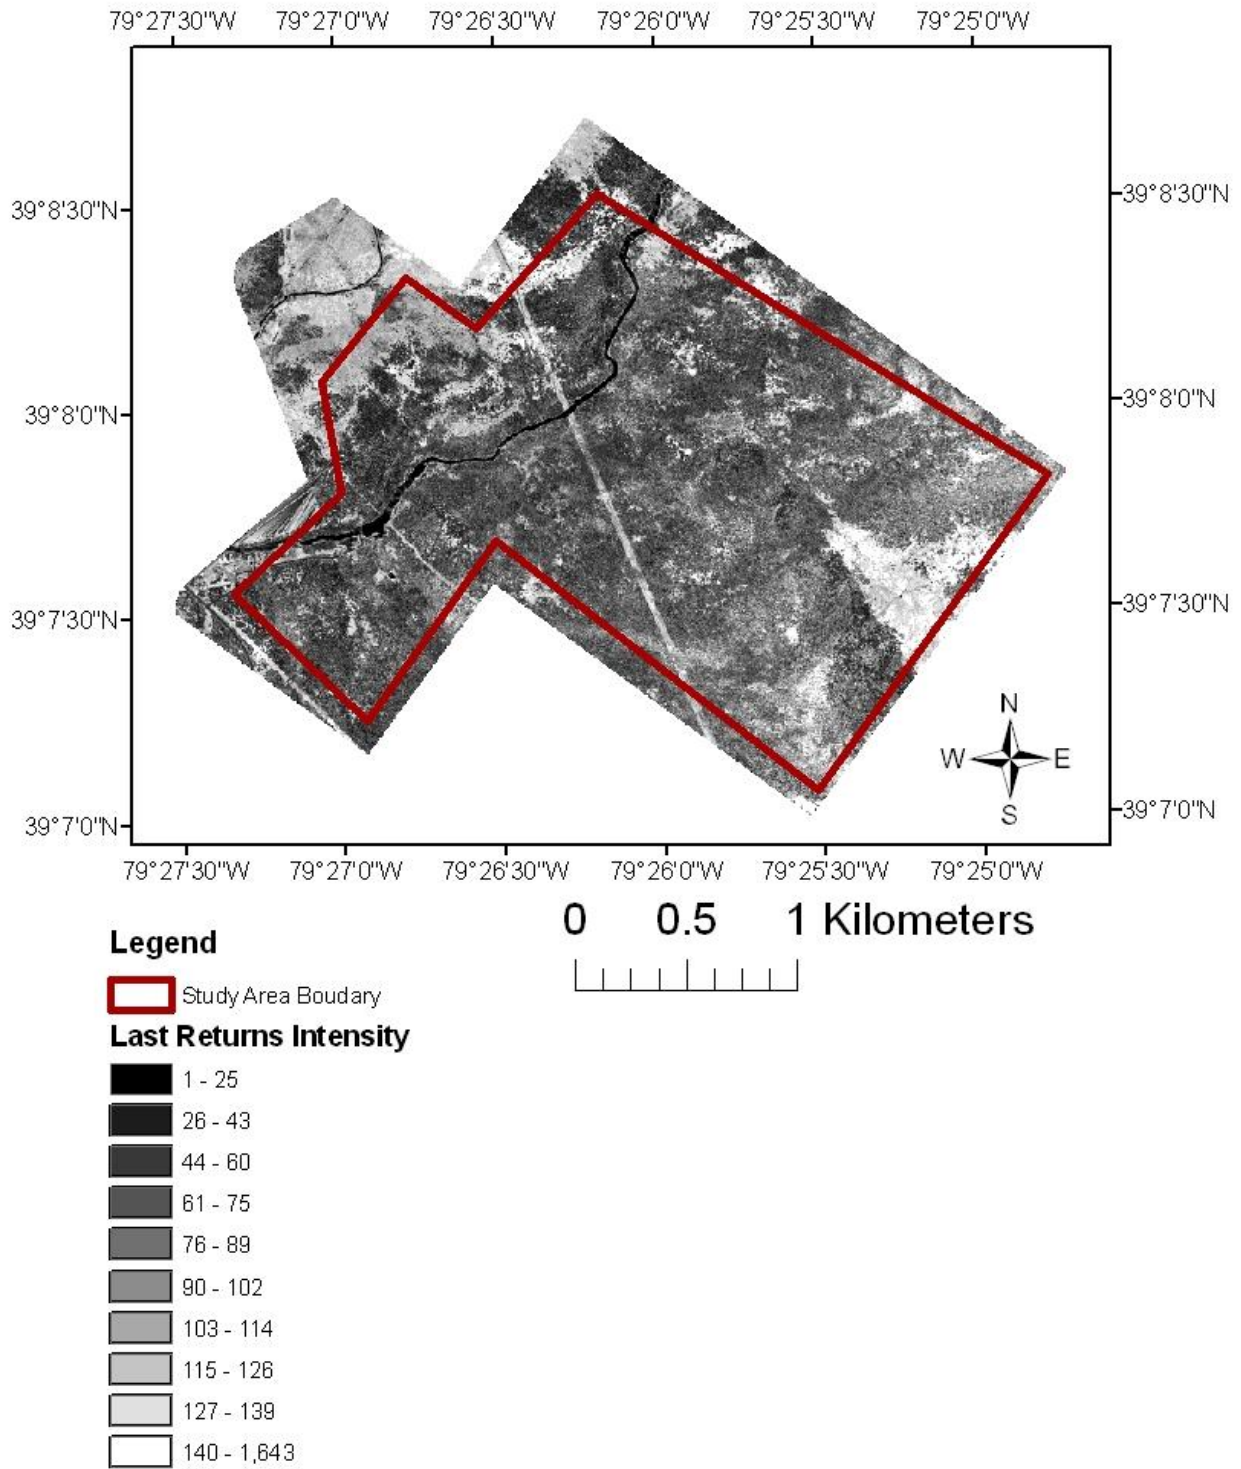 79°27'30"W 79°27'0"W 79°26'30"W 79°26'0"W 79°25'30"W 79°25'0"W
39°8'30"N 39°8'30"N
39°8'0"N 39°8'0"N
39°7'30"N 39°7'30"N
N
W E
S
39°7'0"N 39°7'0"N
79°27'30"W 79°27'0"W 79°26'30"W 79°26'0"W 79°25'30"W 79°25'0"W
0 0.5 1 Kilometers
Legend
Study Area Boudary
Last Returns Intensity
1 - 25
26 - 43
44 - 60
61 - 75
76 - 89
90 - 102
103 - 114
115 - 126
127 - 139
140 - 1,643